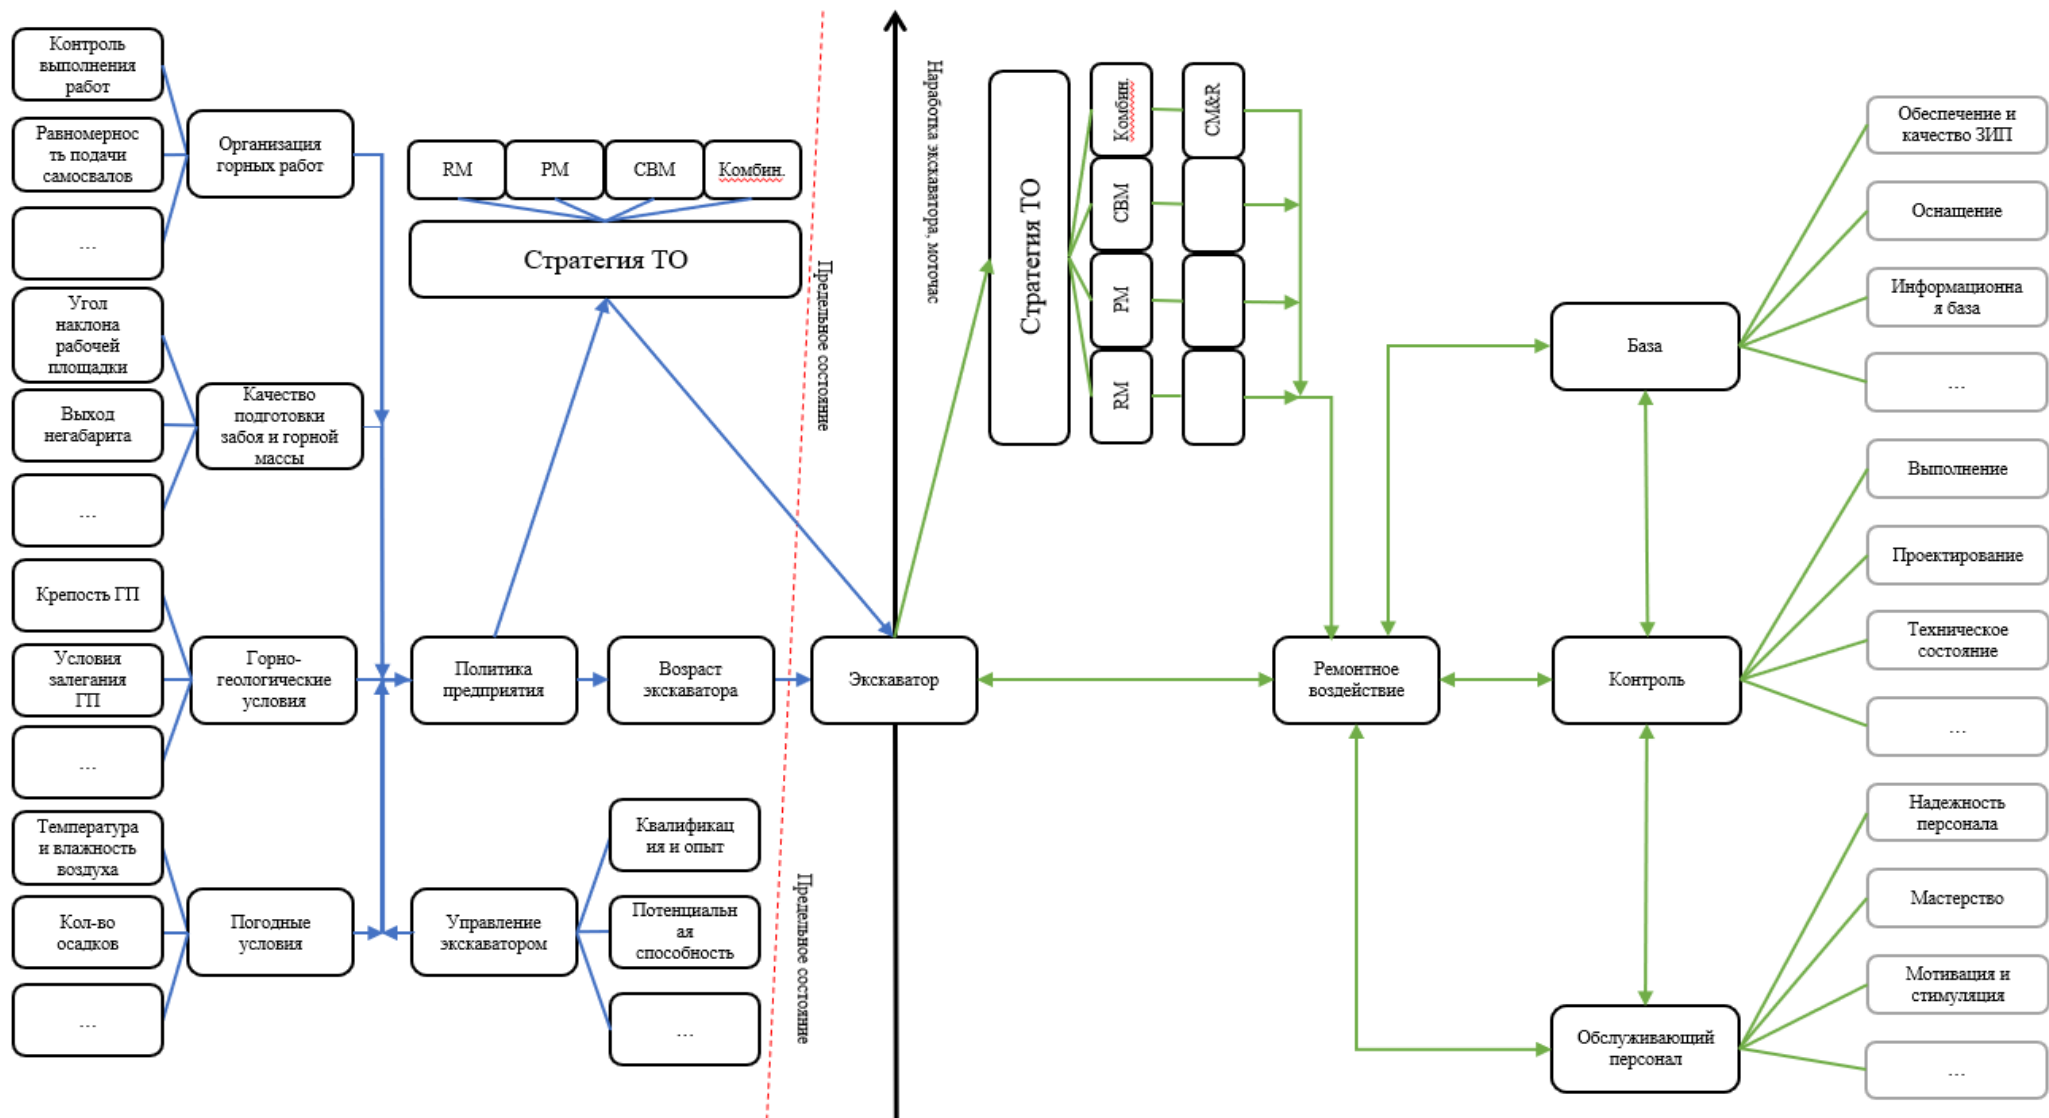 Контроль
выполнения
работ
Равномернос
ть подачи
самосвалов
…
Организация
горных работ
Угол
наклона
рабочей
площадки
Выход
негабарита
…
Качество
подготовки
забоя и горной
массы
Крепость ГП
Условия
залегания
ГП
…
Горно-
геологические
условия
Температура
и влажность
воздуха
Кол-во
осадков
…
Погодные
условия
RM
PM
CBM
Комбин.
Стратегия ТО
Политика
предприятия
Возраст
экскаватора
Управление
экскаватором
Квалификац
ия и опыт
Потенциальн
ая
способность
…
Предельное состояние
Предельное состояние
Наработка экскаватора, моточас
Экскаватор
Стратегия ТО
Комбин.
CBM
PM
RM
CM&R
Ремонтное
воздействие
База
Контроль
Обслуживающий
персонал
Обеспечение и
качество ЗИП
Оснащение
Информационна
я база
…
Выполнение
Проектирование
Техническое
состояние
…
Надежность
персонала
Мастерство
Мотивация и
стимуляция
…